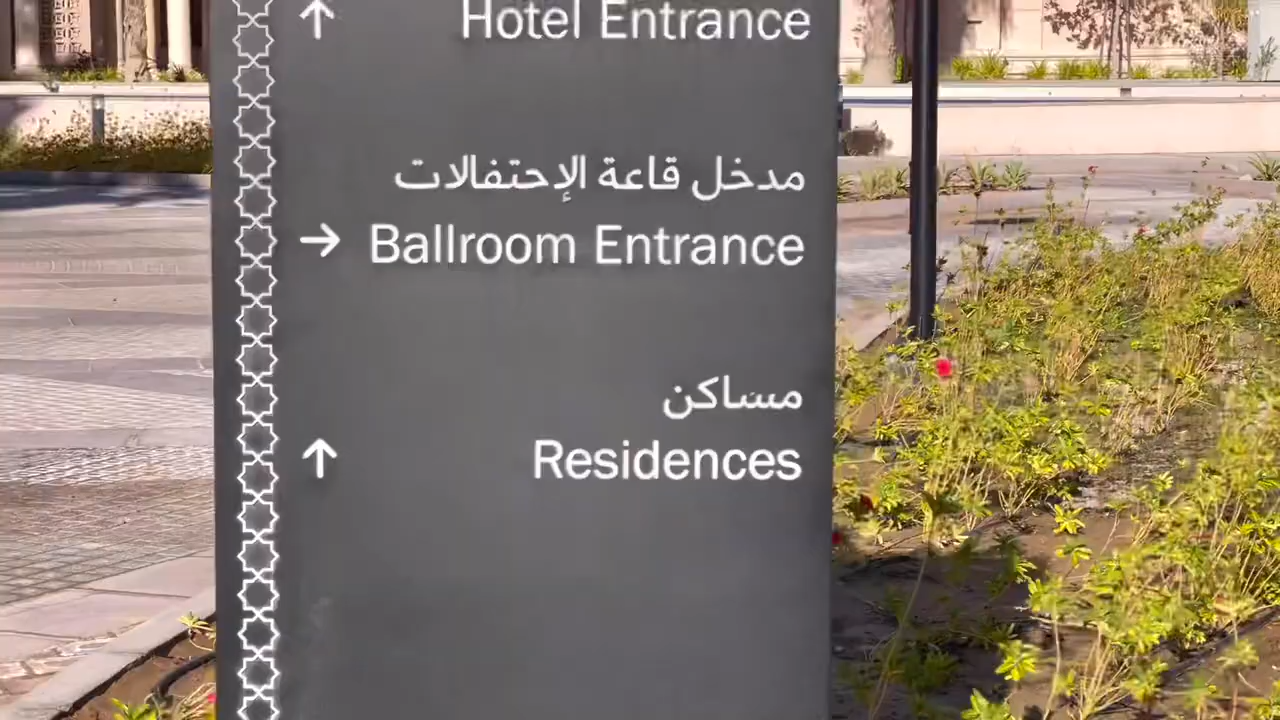 ↑ Hotel Entrance
مدخل قاعة الإحتفالات
→ Ballroom Entrance
مساكن
↑ Residences